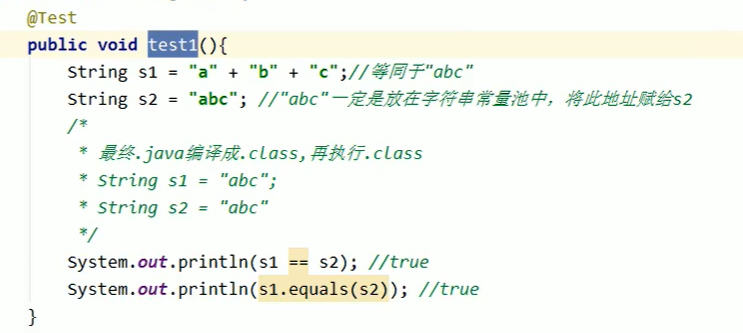 @Test
public void test1(){
String s1 = "a" + "b" + "c";//等同于"abc"
String s2 = "abc"; //"abc"一定是放在字符串常量池中，将此地址赋给s2
/*
* 最终.java编译成.class,再执行.class
* String s1 = "abc";
* String s2 = "abc"
*/
System.out.println(s1 == s2); //true
System.out.println(s1.equals(s2)); //true
}